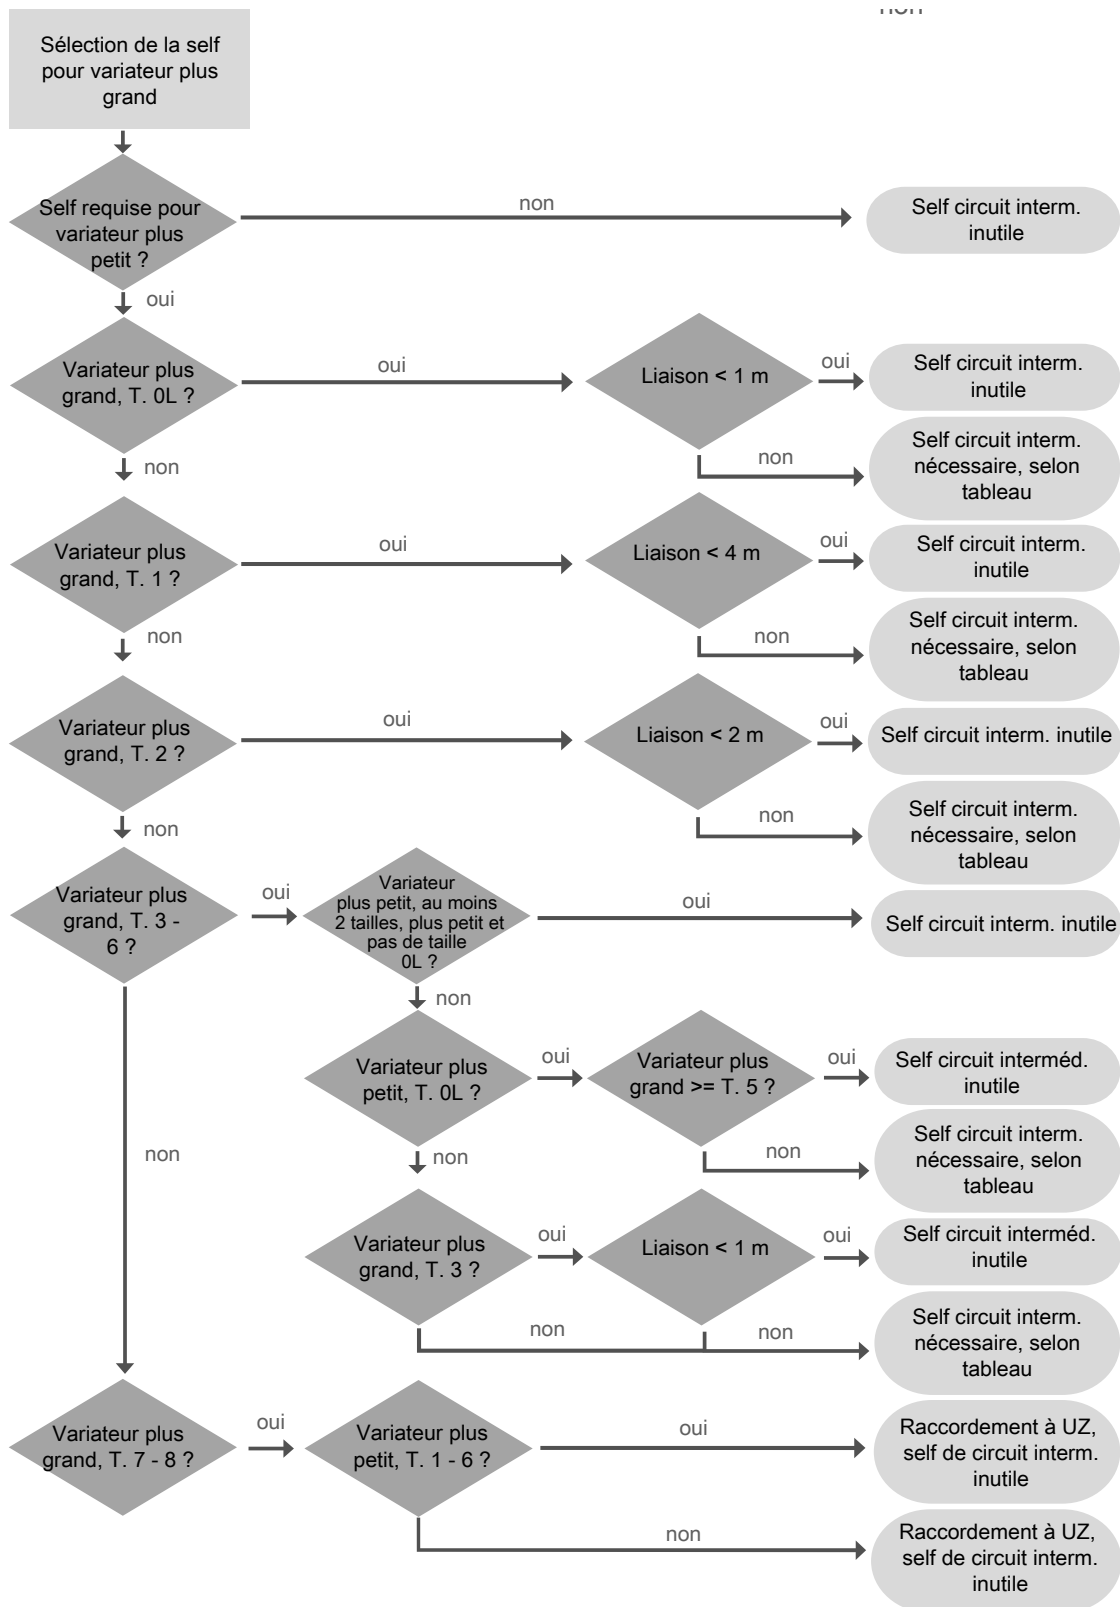 non
Sélection de la self
pour variateur plus
grand
Self requise pour
variateur plus
petit ?
non
Self circuit interm.
inutile
oui
Variateur plus
grand, T. 0L ?
oui
Liaison < 1 m
oui
Self circuit interm.
inutile
non
Self circuit interm.
nécessaire, selon
tableau
non
Variateur plus
grand, T. 1 ?
oui
Liaison < 4 m
oui
Self circuit interm.
inutile
non
Self circuit interm.
nécessaire, selon
tableau
non
Variateur plus
grand, T. 2 ?
oui
Liaison < 2 m
oui
Self circuit interm. inutile
non
Self circuit interm.
nécessaire, selon
tableau
non
Variateur plus
grand, T. 3 -
6 ?
oui
Variateur
plus petit, au moins
2 tailles, plus petit et
pas de taille
0L ?
oui
Self circuit interm. inutile
non
Variateur plus
petit, T. 0L ?
oui
Variateur plus
grand >= T. 5 ?
oui
Self circuit interméd.
inutile
non
Self circuit interm.
nécessaire, selon
tableau
non
non
Variateur plus
grand, T. 3 ?
oui
Liaison < 1 m
oui
Self circuit interméd.
inutile
non
non
Self circuit interm.
nécessaire, selon
tableau
Variateur plus
grand, T. 7 - 8 ?
oui
Variateur plus
petit, T. 1 - 6 ?
oui
Raccordement à UZ,
self de circuit interm.
inutile
non
Raccordement à UZ,
self de circuit interm.
inutile